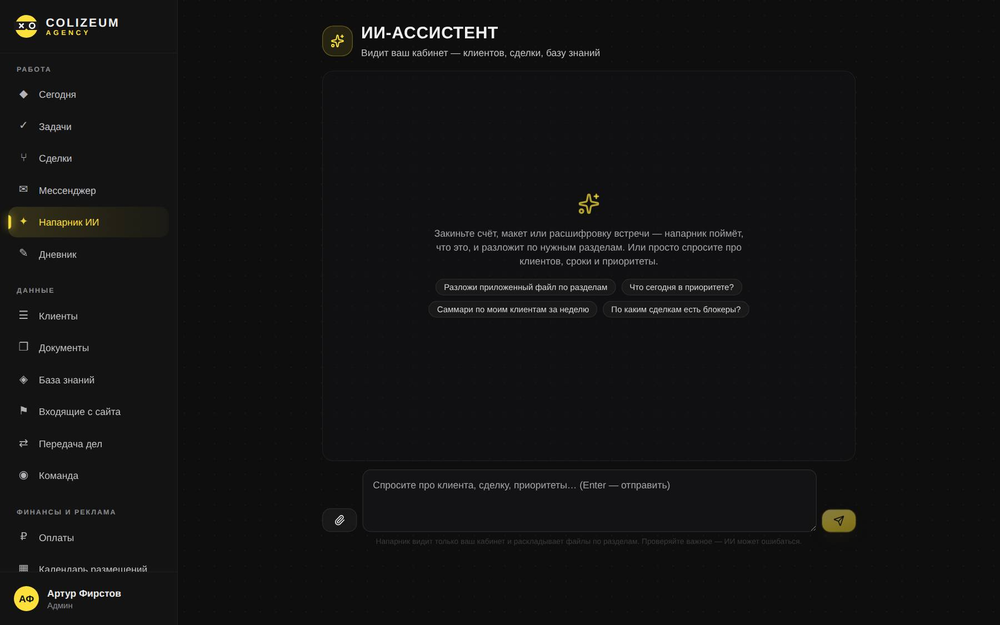 COLIZEUM
AGENCY
РАБОТА
Сегодня
Задачи
Сделки
Мессенджер
Напарник ИИ
Дневник
ДАННЫЕ
Клиенты
Документы
База знаний
Входящие с сайта
Передача дел
Команда
ФИНАНСЫ И РЕКЛАМА
Оплаты
Календарь размещений
АФ
Артур Фирстов
Админ
ИИ-АССИСТЕНТ
Видит ваш кабинет — клиентов, сделки, базу знаний
Закиньте счёт, макет или расшифровку встречи — напарник поймёт,
что это, и разложит по нужным разделам. Или просто спросите про
клиентов, сроки и приоритеты.
Разложи приложенный файл по разделам
Что сегодня в приоритете?
Саммари по моим клиентам за неделю
По каким сделкам есть блокеры?
Спросите про клиента, сделку, приоритеты… (Enter — отправить)
Напарник видит только ваш кабинет и раскладывает файлы по разделам. Проверяйте важное — ИИ может ошибаться.